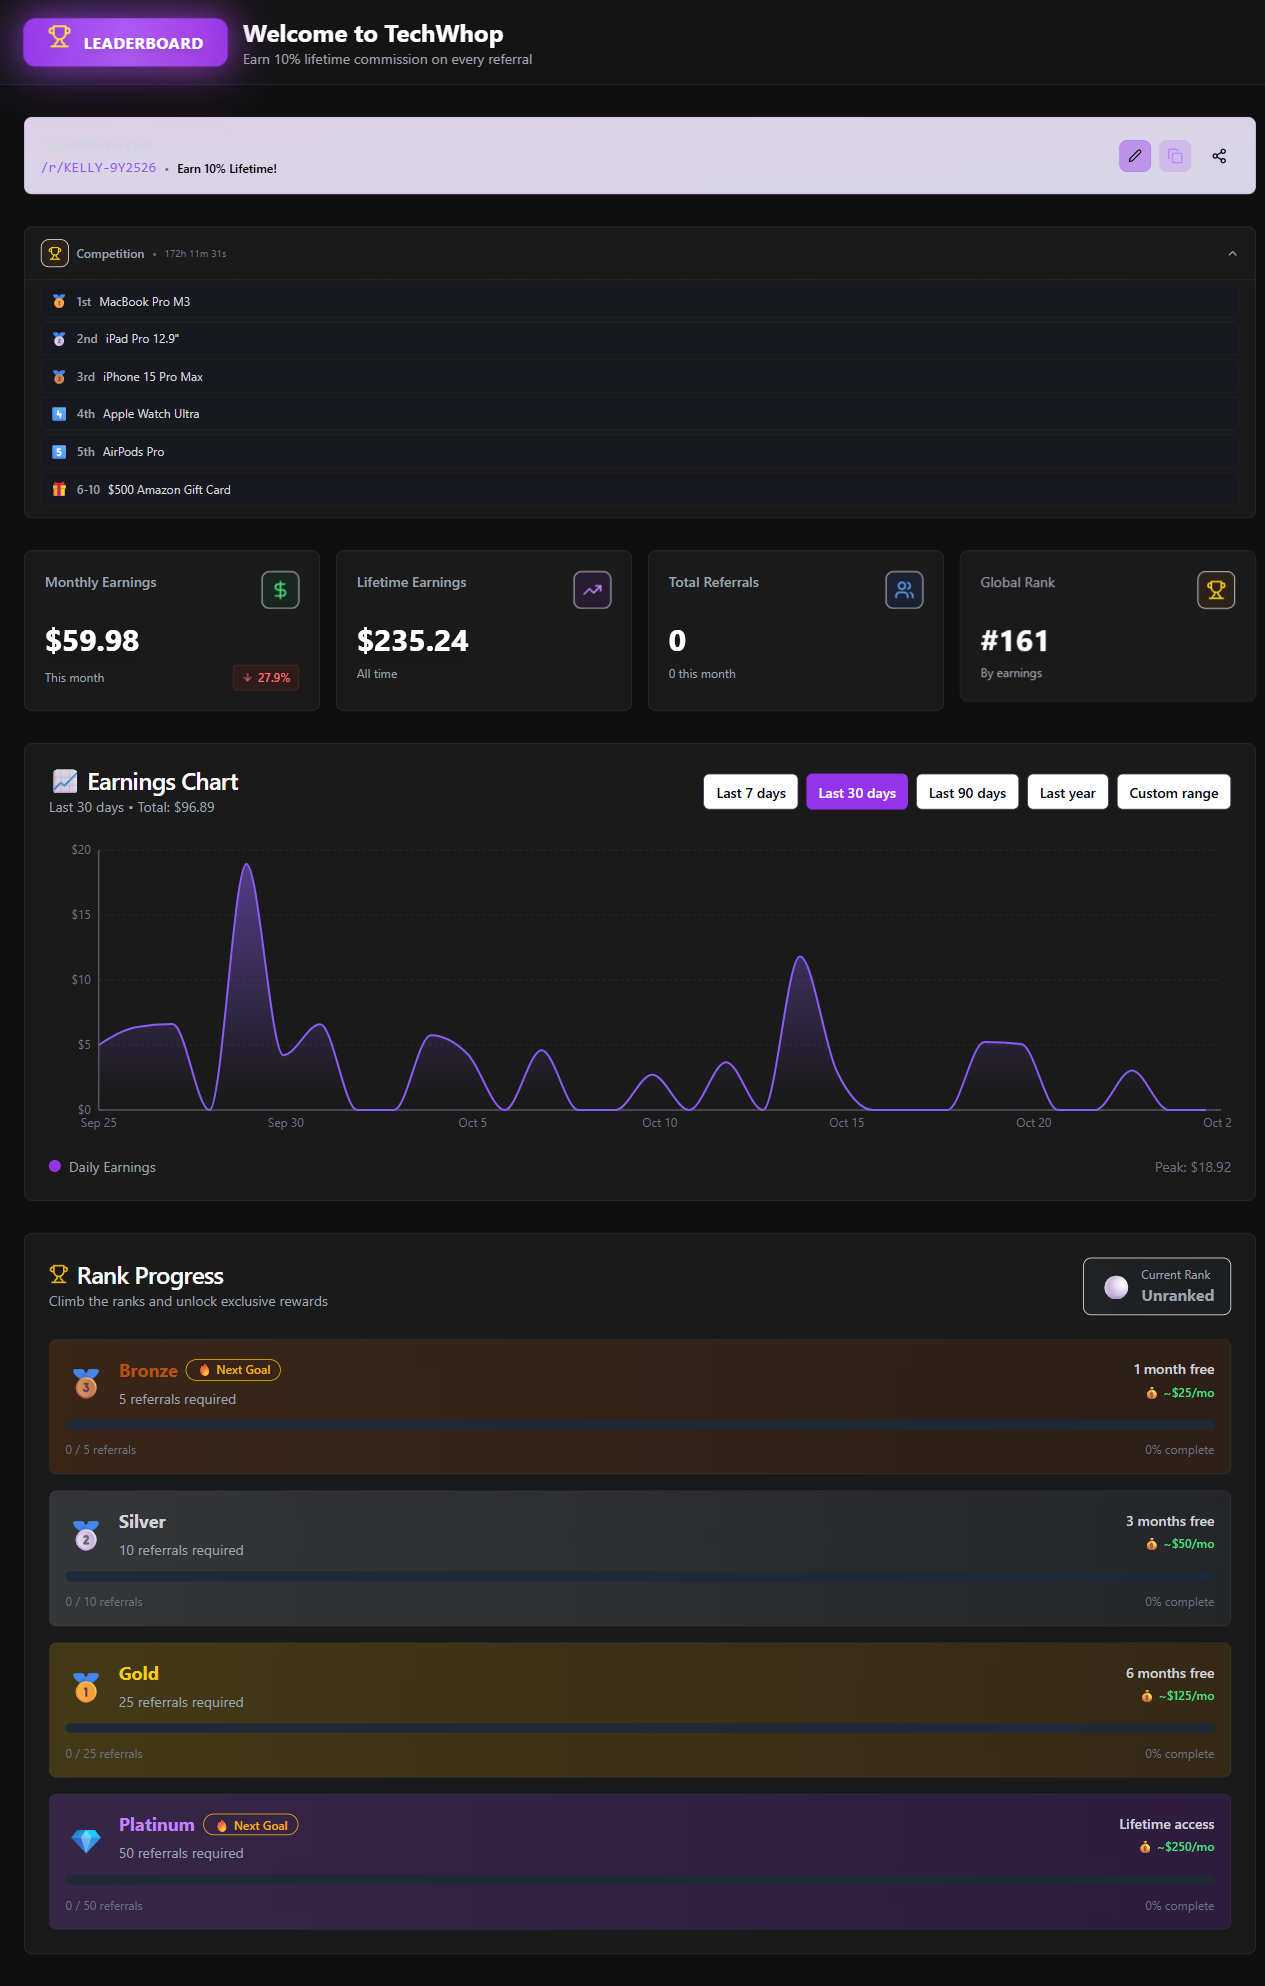 LEADERBOARD
Welcome to TechWhop
Earn 10% lifetime commission on every referral
/r/KELLY-9Y2526 • Earn 10% Lifetime!
Competition • 172h 11m 31s
1st MacBook Pro M3
2nd iPad Pro 12.9"
3rd iPhone 15 Pro Max
4 4th Apple Watch Ultra
5 5th AirPods Pro
6-10 $500 Amazon Gift Card
Monthly Earnings
$59.98
This month
↓ 27.9%
Lifetime Earnings
$235.24
All time
Total Referrals
0
0 this month
Global Rank
#161
By earnings
Earnings Chart
Last 30 days • Total: $96.89
Last 7 days
Last 30 days
Last 90 days
Last year
Custom range
$20
$15
$10
$5
$0
Sep 25
Sep 30
Oct 5
Oct 10
Oct 15
Oct 20
Oct 2
Daily Earnings
Peak: $18.92
Rank Progress
Climb the ranks and unlock exclusive rewards
Current Rank
Unranked
3
Bronze
Next Goal
5 referrals required
1 month free
~$25/mo
0 / 5 referrals
0% complete
2
Silver
10 referrals required
3 months free
~$50/mo
0 / 10 referrals
0% complete
1
Gold
25 referrals required
6 months free
~$125/mo
0 / 25 referrals
0% complete
Platinum
Next Goal
50 referrals required
Lifetime access
~$250/mo
0 / 50 referrals
0% complete